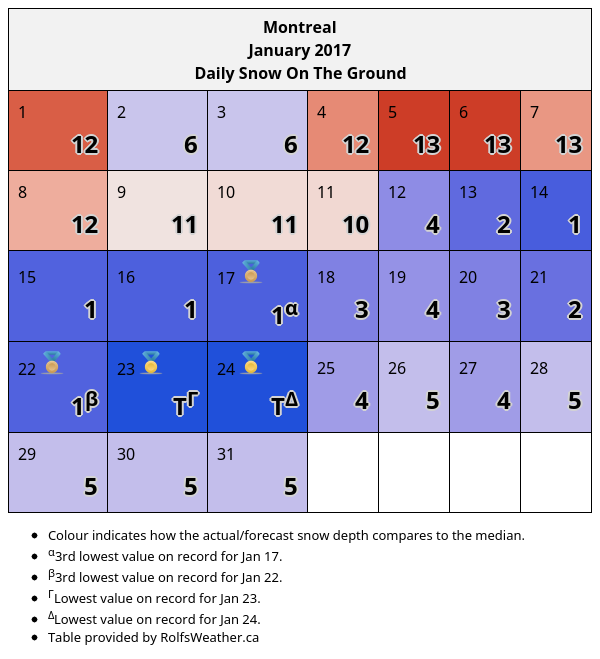 Montreal
January 2017
Daily Snow On The Ground
1 2 3 4 5 6 7
12 6 6 12 13 13 13
8 9 10 11 12 13 14
12 11 11 10 4 2 1
15 16 17 18 19 20 21
1 1 1α 3 4 3 2
22 23 24 25 26 27 28
1β TΓ TΔ 4 5 4 5
29 30 31
5 5 5
• Colour indicates how the actual/forecast snow depth compares to the median.
• α3rd lowest value on record for Jan 17.
• β3rd lowest value on record for Jan 22.
• ΓLowest value on record for Jan 23.
• ΔLowest value on record for Jan 24.
• Table provided by RolfsWeather.ca